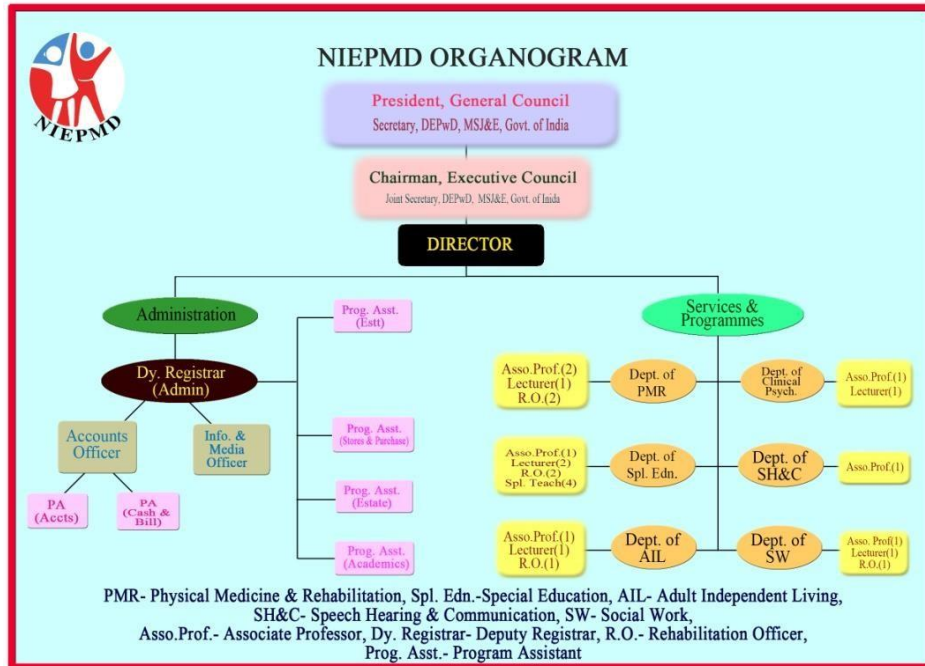 NIEPMD
NIEPMD ORGANOGRAM
President, General Council
Secretary, DEPwD, MSJ&E, Govt. of India
Chairman, Executive Council
Joint Secretary, DEPwD, MSJ&E, Govt. of Inida
DIRECTOR
Administration
Dy. Registrar
(Admin)
Accounts
Officer
Info. &
Media
Officer
PA
(Accts)
PA
(Cash &
Bill)
Prog. Asst.
(Estt)
Prog. Asst.
(Stores & Purchase)
Prog. Asst.
(Estate)
Prog. Asst.
(Academics)
Services &
Programmes
Asso.Prof.(2)
Lecturer(1)
R.O.(2)
Dept. of
PMR
Dept. of
Clinical
Psych.
Asso.Prof.(1)
Lecturer(1)
Asso.Prof.(1)
Lecturer(2)
R.O.(2)
Spl. Teach(4)
Dept. of
Spl. Edn.
Dept. of
SH&C
Asso.Prof.(1)
Asso.Prof.(1)
Lecturer(1)
R.O.(1)
Dept. of
AIL
Dept. of
SW
Asso. Prof(1)
Lecturer(1)
R.O.(1)
PMR- Physical Medicine & Rehabilitation, Spl. Edn.-Special Education, AIL- Adult Independent Living,
SH&C- Speech Hearing & Communication, SW- Social Work,
Asso.Prof.- Associate Professor, Dy. Registrar- Deputy Registrar, R.O.- Rehabilitation Officer,
Prog. Asst.- Program Assistant